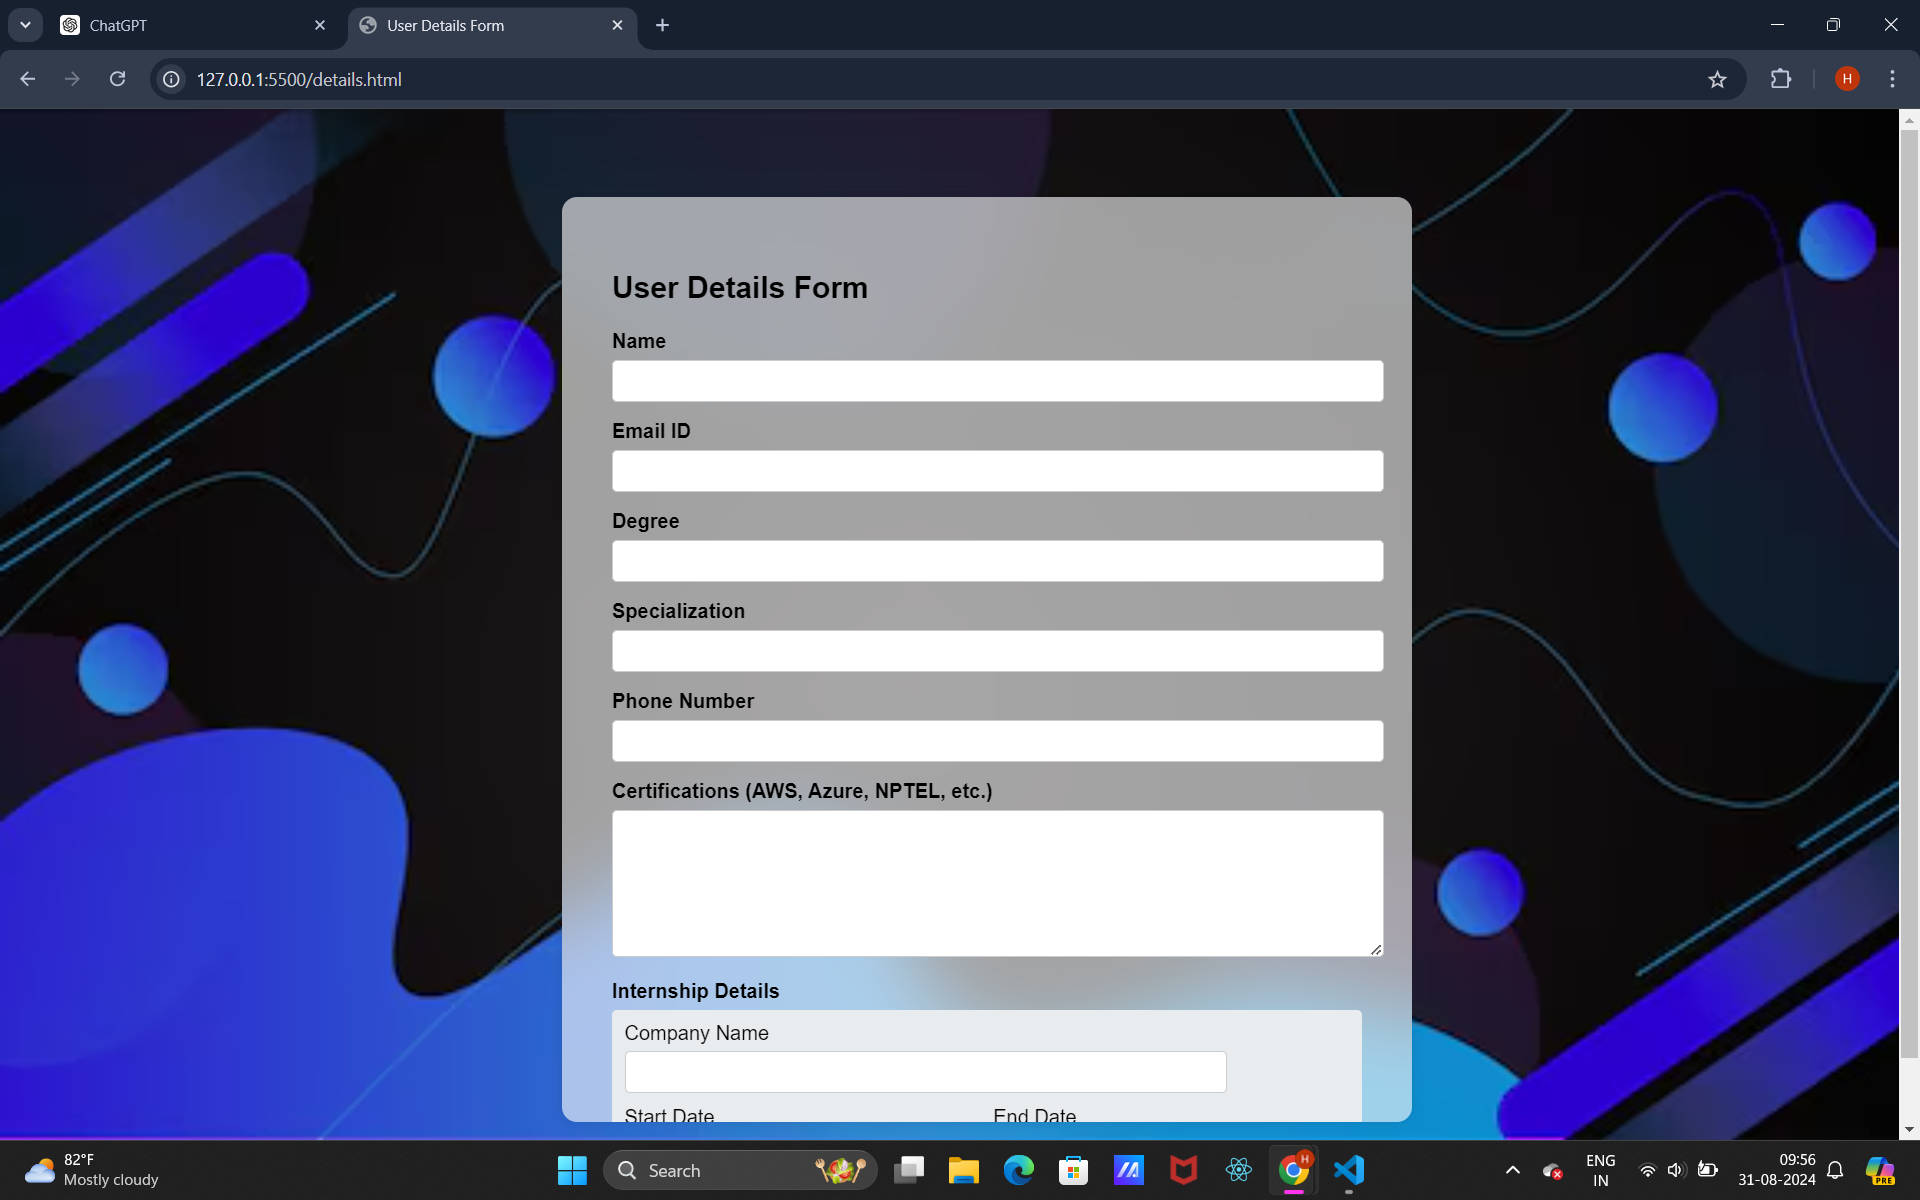 ChatGPT
User Details Form
127.0.0.1:5500/details.html
H
User Details Form
Name
Email ID
Degree
Specialization
Phone Number
Certifications (AWS, Azure, NPTEL, etc.)
Internship Details
Company Name
Start Date End Date
82°F
Mostly cloudy
Search
H
ENG
IN
09:56
31-08-2024
PRE